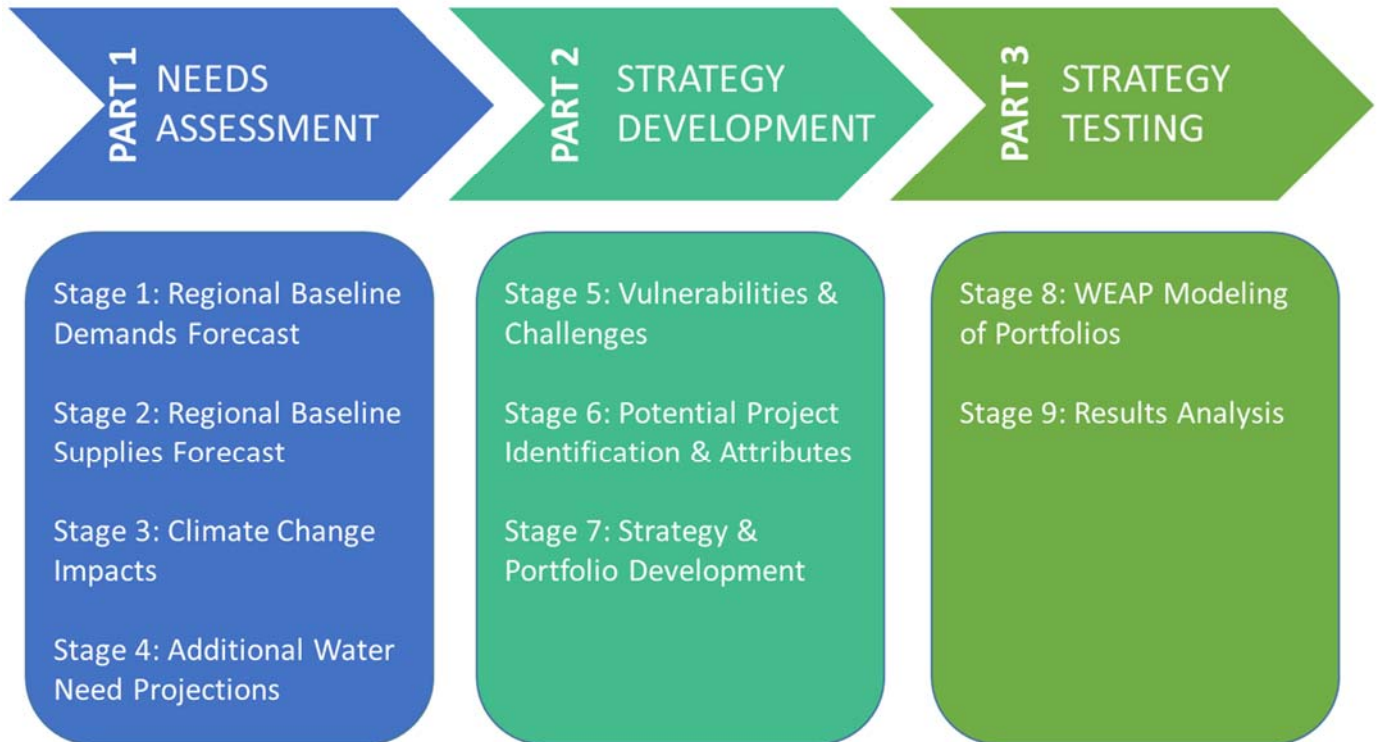 PART 1
NEEDS
ASSESSMENT
PART 2
STRATEGY
DEVELOPMENT
PART 3
STRATEGY
TESTING
Stage 1: Regional Baseline
Demands Forecast
Stage 2: Regional Baseline
Supplies Forecast
Stage 3: Climate Change
Impacts
Stage 4: Additional Water
Need Projections
Stage 5: Vulnerabilities &
Challenges
Stage 6: Potential Project
Identification & Attributes
Stage 7: Strategy &
Portfolio Development
Stage 8: WEAP Modeling
of Portfolios
Stage 9: Results Analysis